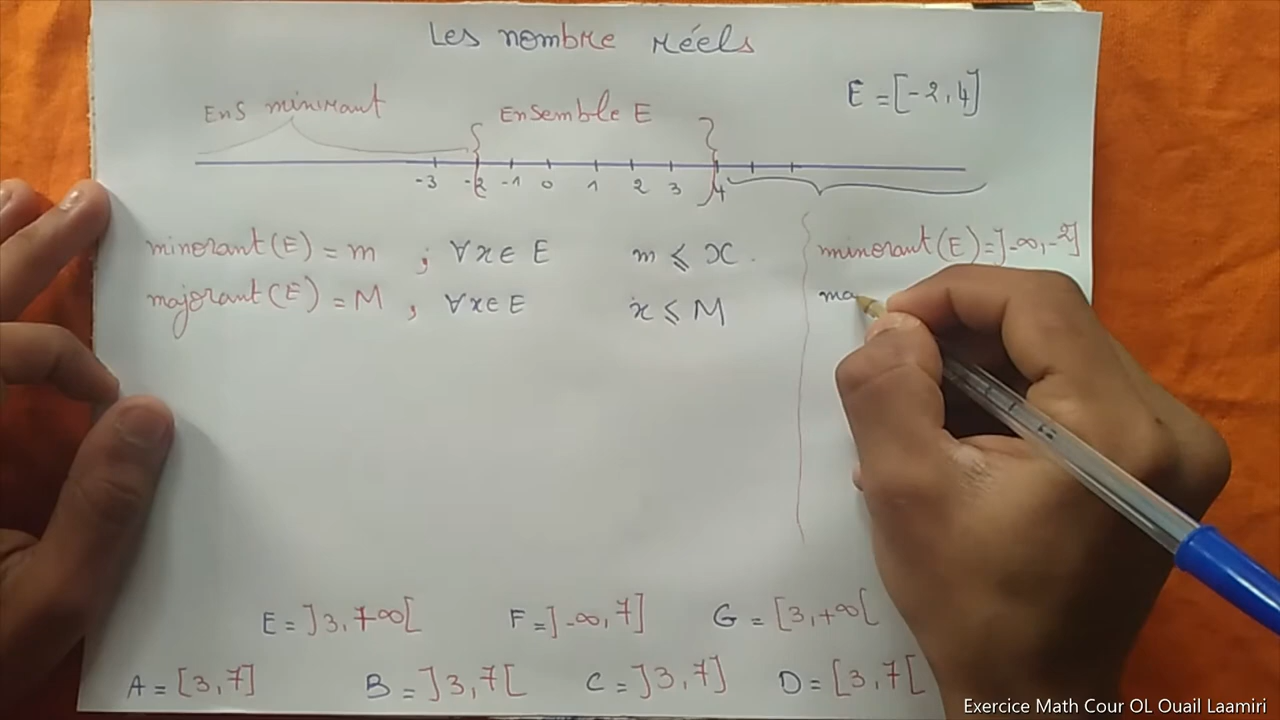 Les nombre réels
E = [-2, 4]
Ens minirant Ensemble E
-3 -2 -1 0 1 2 3 4
minorant(E) = m ; ∀x∈E m ⩽ x. minorant(E)=]-∞,-2]
majorant(E) = M , ∀x∈E x ⩽ M ma
E = ]3, +∞[ F = ]-∞, 7] G = [3, +∞[
A = [3, 7] B = ]3, 7[ C = ]3, 7] D = [3, 7[
Exercice Math Cour OL Ouail Laamiri